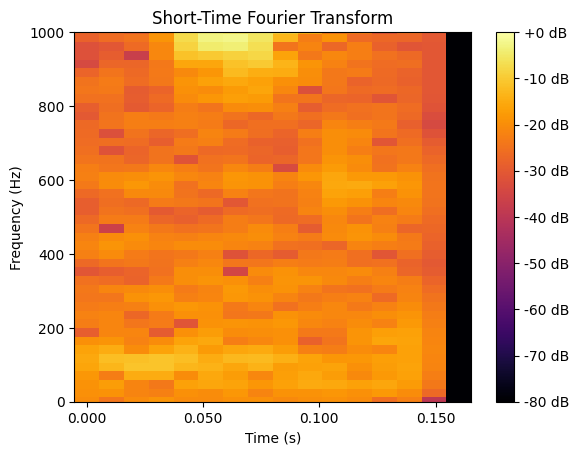 Short-Time Fourier Transform
1000
800
600
400
200
0
Frequency (Hz)
0.000
0.050
0.100
0.150
Time (s)
+0 dB
-10 dB
-20 dB
-30 dB
-40 dB
-50 dB
-60 dB
-70 dB
-80 dB